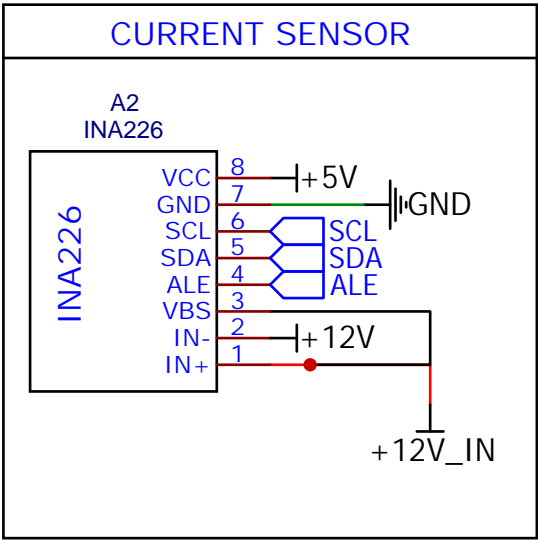 CURRENT SENSOR
A2
INA226
INA226
VCC 8 +5V
GND 7 GND
SCL 6 SCL
SDA 5 SDA
ALE 4 ALE
VBS 3
IN- 2 +12V
IN+ 1
+12V_IN